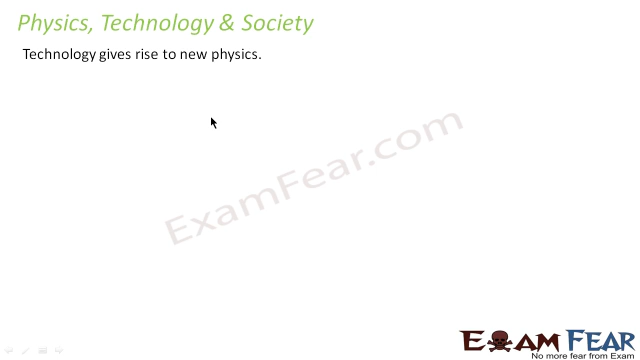 Physics, Technology & Society
Technology gives rise to new physics.
ExamFear.com
EXAM FEAR
No more fear from Exam